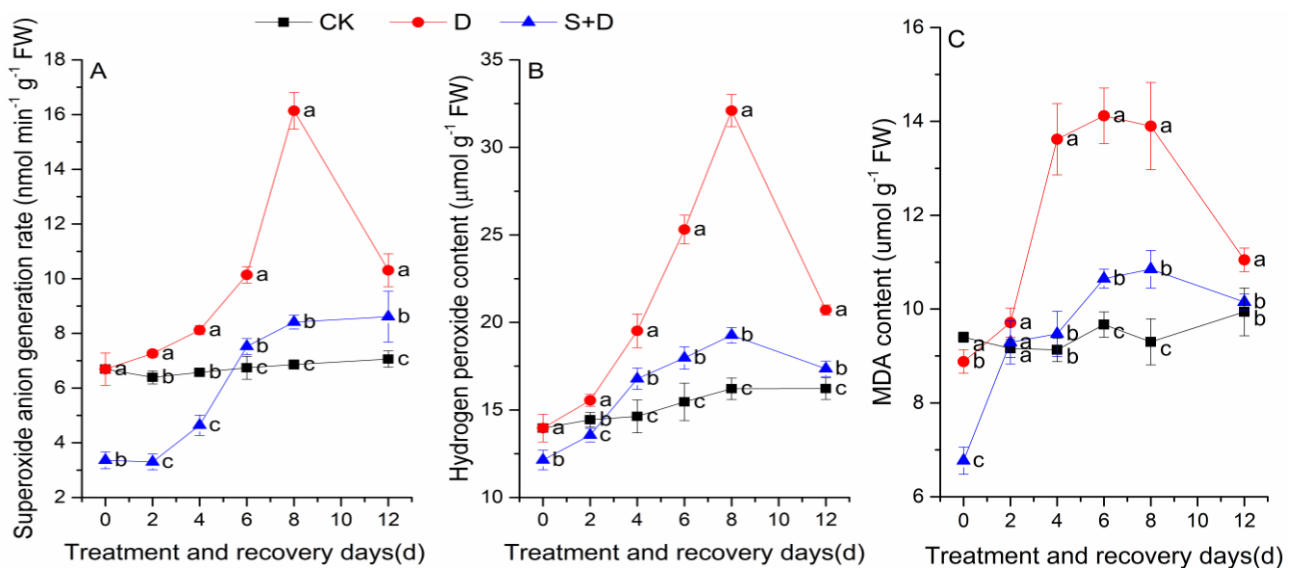 CK D S+D
A
Superoxide anion generation rate (nmol min⁻¹ g⁻¹ FW)
18
16
14
12
10
8
6
4
2
a
a
a
a
a
a
b
b
c
c
c
b
c
c
b
b
b
0 2 4 6 8 10 12
Treatment and recovery days(d)
B
Hydrogen peroxide content (μmol g⁻¹ FW)
35
30
25
20
15
10
a
a
a
a
a
a
b
c
c
c
c
b
c
b
b
b
b
0 2 4 6 8 10 12
Treatment and recovery days(d)
C
MDA content (umol g⁻¹ FW)
16
14
12
10
8
6
a
b
c
a
a
a
b
b
a
b
c
a
b
c
a
b
b
0 2 4 6 8 10 12
Treatment and recovery days(d)